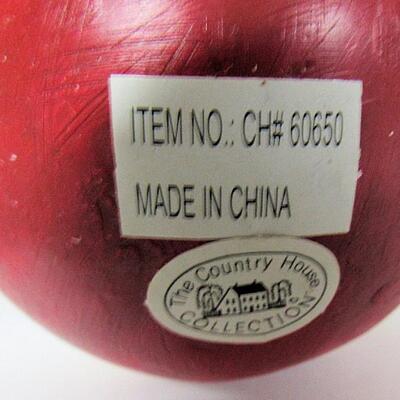 ITEM NO.: CH# 60650
MADE IN CHINA
The Country House
COLLECTION